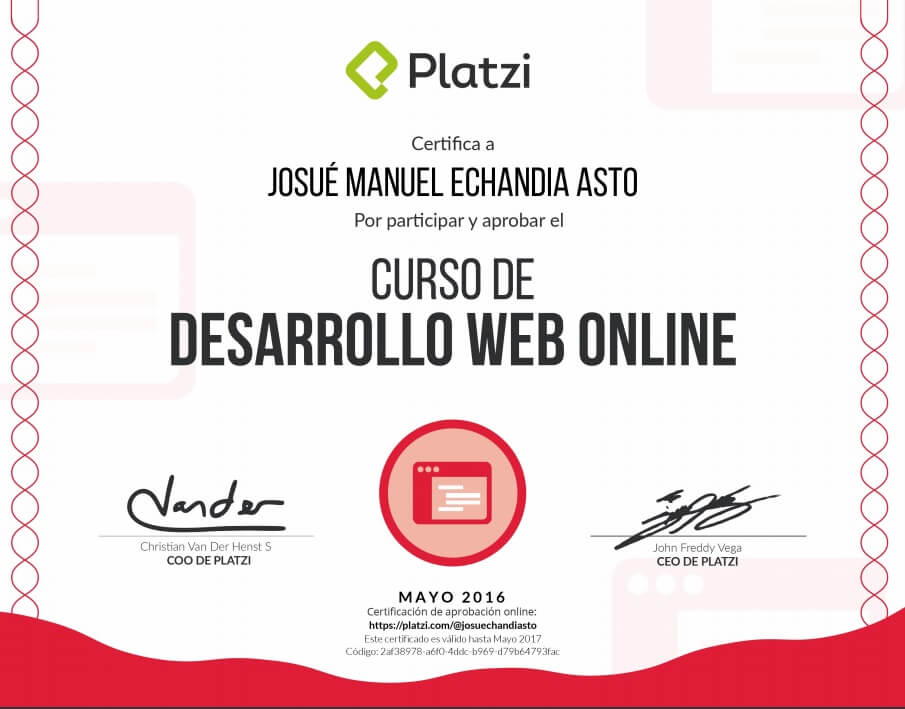 Platzi
Certifica a
JOSUÉ MANUEL ECHANDIA ASTO
Por participar y aprobar el
CURSO DE
DESARROLLO WEB ONLINE
Vander
Christian Van Der Henst S
COO DE PLATZI
John Freddy Vega
CEO DE PLATZI
MAYO 2016
Certificación de aprobación online:
https://platzi.com/@josuechandiasto
Este certificado es válido hasta Mayo 2017
Código: 2af38978-a6f0-4ddc-b969-d79b64793fac